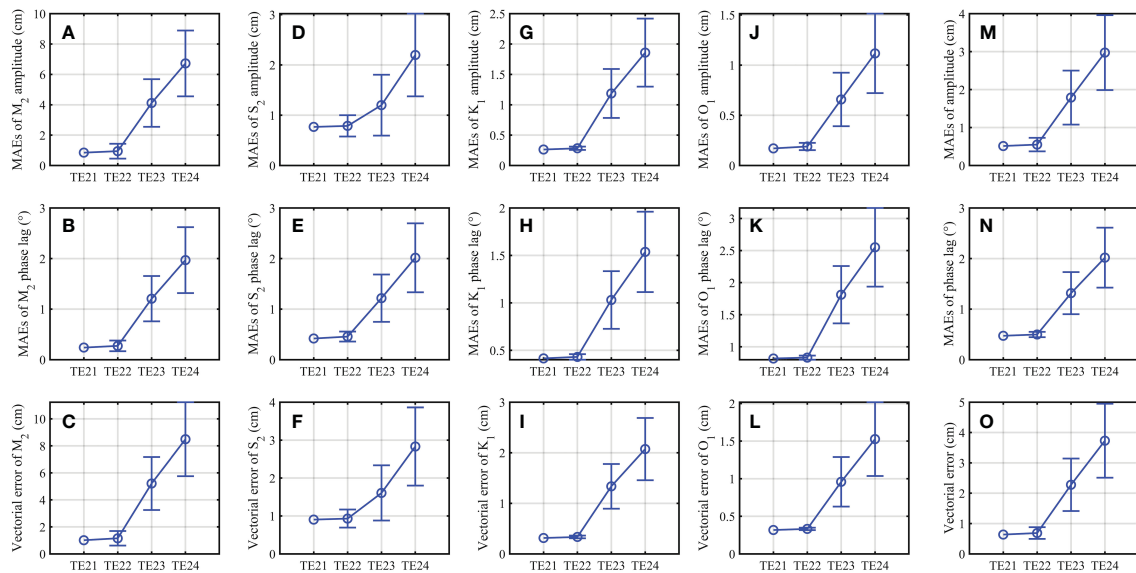 A
MAEs of M2 amplitude (cm)
10
8
6
4
2
0
TE21 TE22 TE23 TE24
D
MAEs of S2 amplitude (cm)
3
2
1
0
TE21 TE22 TE23 TE24
G
MAEs of K1 amplitude (cm)
2.5
2
1.5
1
0.5
0
TE21 TE22 TE23 TE24
J
MAEs of O1 amplitude (cm)
1.5
1
0.5
0
TE21 TE22 TE23 TE24
M
MAEs of amplitude (cm)
4
3
2
1
0
TE21 TE22 TE23 TE24
B
MAEs of M2 phase lag (°)
3
2
1
0
TE21 TE22 TE23 TE24
E
MAEs of S2 phase lag (°)
3
2
1
0
TE21 TE22 TE23 TE24
H
MAEs of K1 phase lag (°)
2
1.5
1
0.5
TE21 TE22 TE23 TE24
K
MAEs of O1 phase lag (°)
3
2.5
2
1.5
1
TE21 TE22 TE23 TE24
N
MAEs of phase lag (°)
3
2
1
0
TE21 TE22 TE23 TE24
C
Vectorial error of M2 (cm)
10
8
6
4
2
0
TE21 TE22 TE23 TE24
F
Vectorial error of S2 (cm)
4
3
2
1
0
TE21 TE22 TE23 TE24
I
Vectorial error of K1 (cm)
3
2
1
0
TE21 TE22 TE23 TE24
L
Vectorial error of O1 (cm)
2
1.5
1
0.5
0
TE21 TE22 TE23 TE24
O
Vectorial error (cm)
5
4
3
2
1
0
TE21 TE22 TE23 TE24